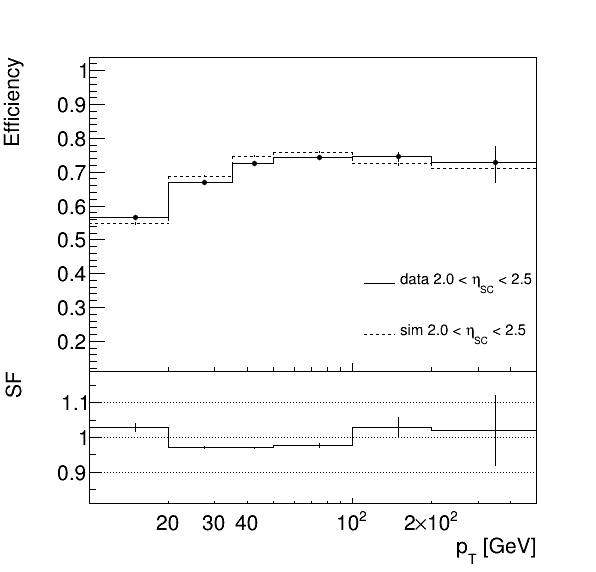 Efficiency
1
0.9
0.8
0.7
0.6
0.5
0.4
0.3
0.2
data 2.0 < η_SC < 2.5
sim 2.0 < η_SC < 2.5
SF
1.1
1
0.9
20 30 40 10² 2×10²
p_T [GeV]